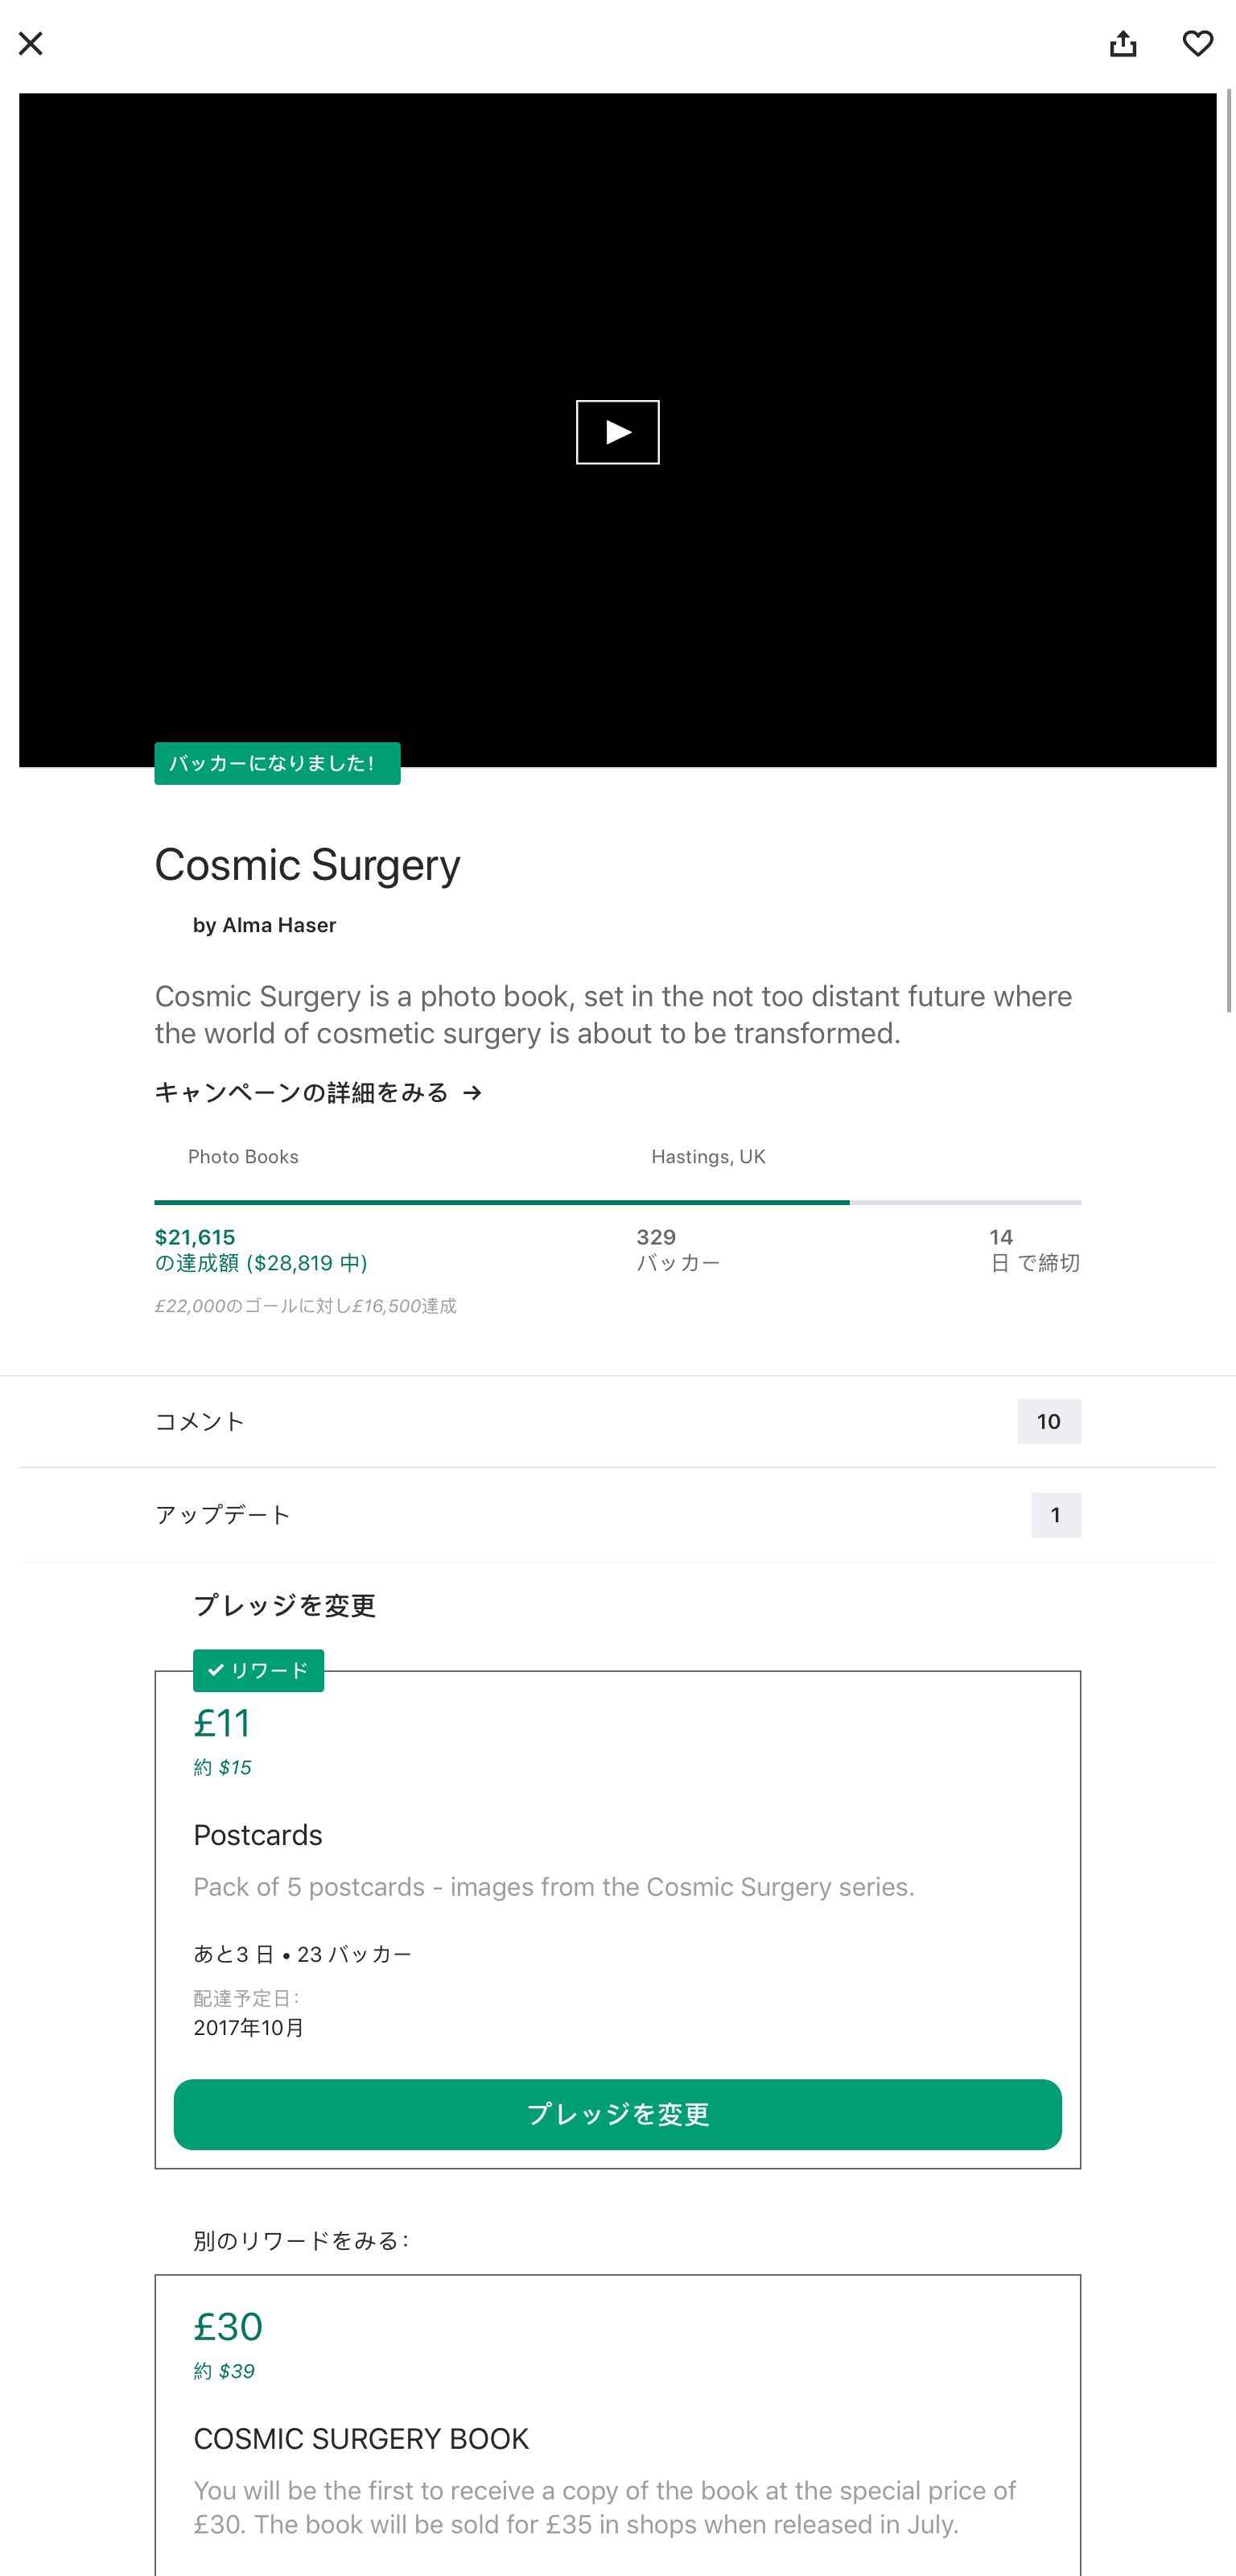 バッカーになりました！
Cosmic Surgery
by Alma Haser
Cosmic Surgery is a photo book, set in the not too distant future where
the world of cosmetic surgery is about to be transformed.
キャンペーンの詳細をみる →
Photo Books
Hastings, UK
$21,615
の達成額 ($28,819 中)
329
バッカー
14
日 で締切
£22,000のゴールに対し£16,500達成
コメント
10
アップデート
1
プレッジを変更
✔ リワード
£11
約 $15
Postcards
Pack of 5 postcards - images from the Cosmic Surgery series.
あと3 日 • 23 バッカー
配達予定日：
2017年10月
プレッジを変更
別のリワードをみる：
£30
約 $39
COSMIC SURGERY BOOK
You will be the first to receive a copy of the book at the special price of
£30. The book will be sold for £35 in shops when released in July.